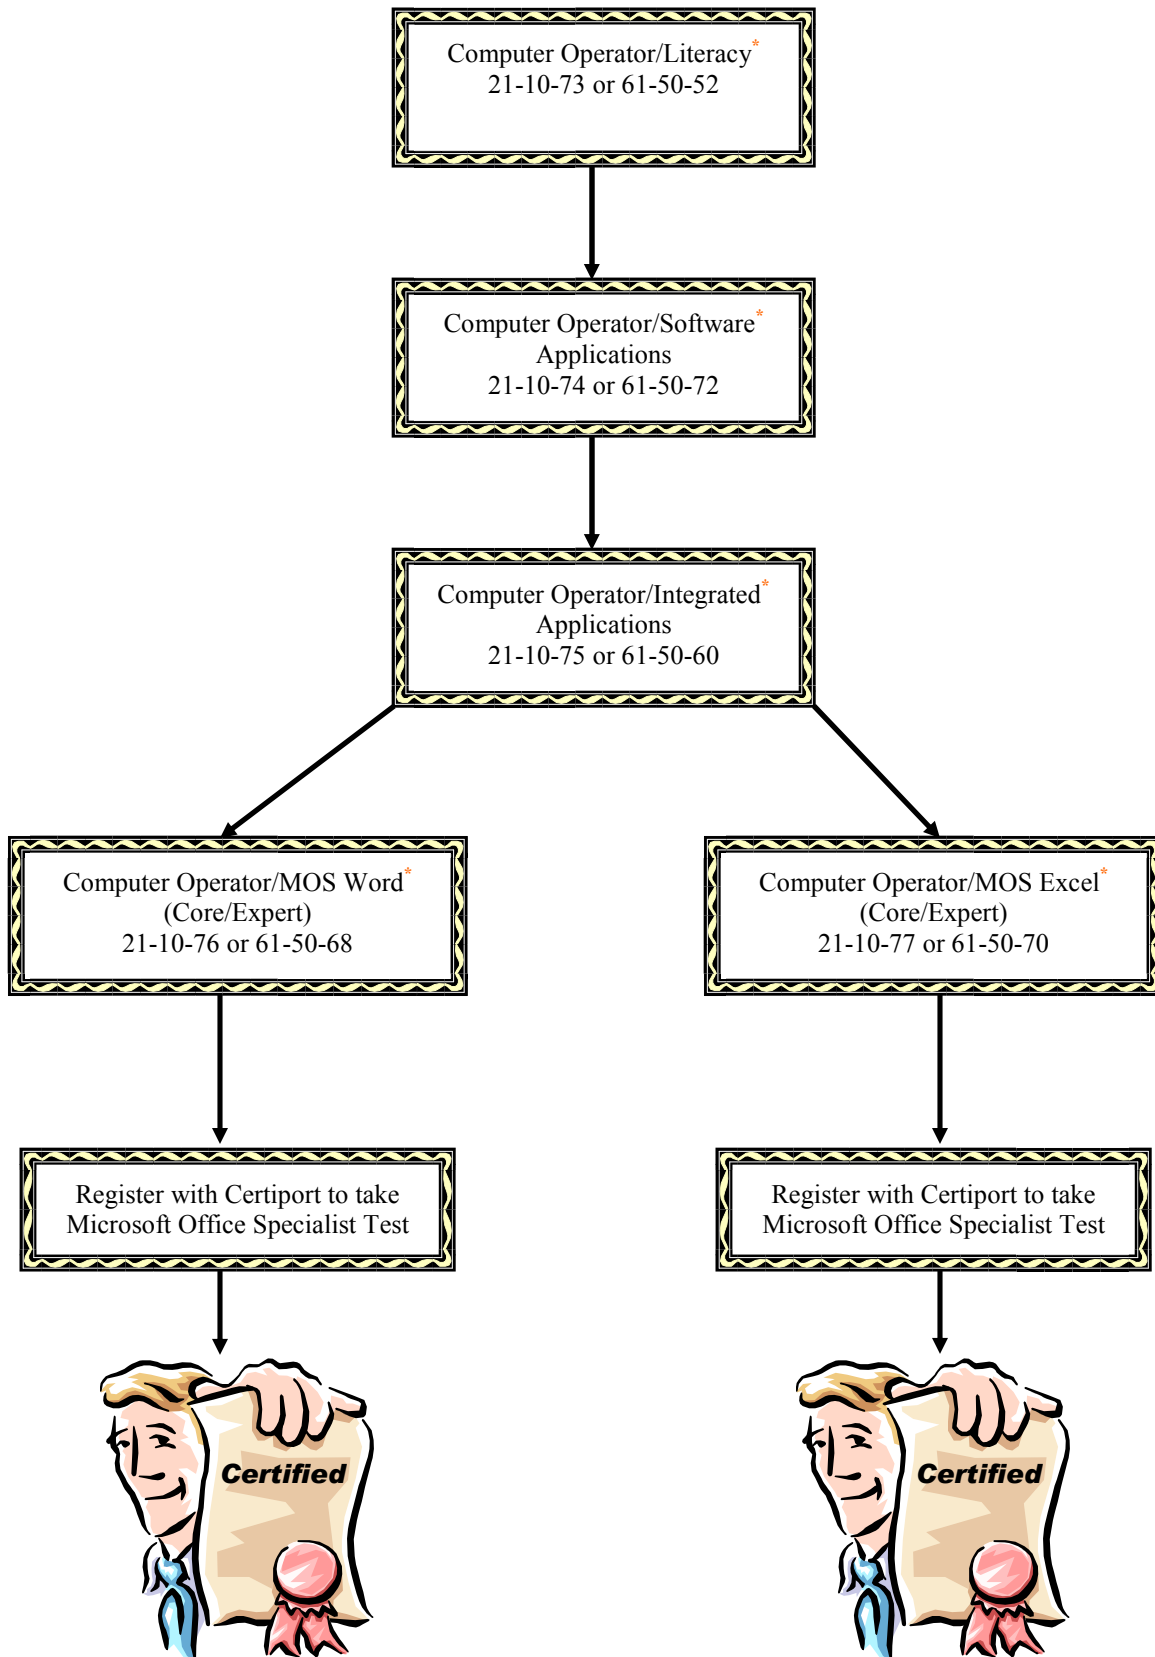 Computer Operator/Literacy*
21-10-73 or 61-50-52
Computer Operator/Software*
Applications
21-10-74 or 61-50-72
Computer Operator/Integrated*
Applications
21-10-75 or 61-50-60
Computer Operator/MOS Word*
(Core/Expert)
21-10-76 or 61-50-68
Computer Operator/MOS Excel*
(Core/Expert)
21-10-77 or 61-50-70
Register with Certiport to take
Microsoft Office Specialist Test
Register with Certiport to take
Microsoft Office Specialist Test
Certified
Certified